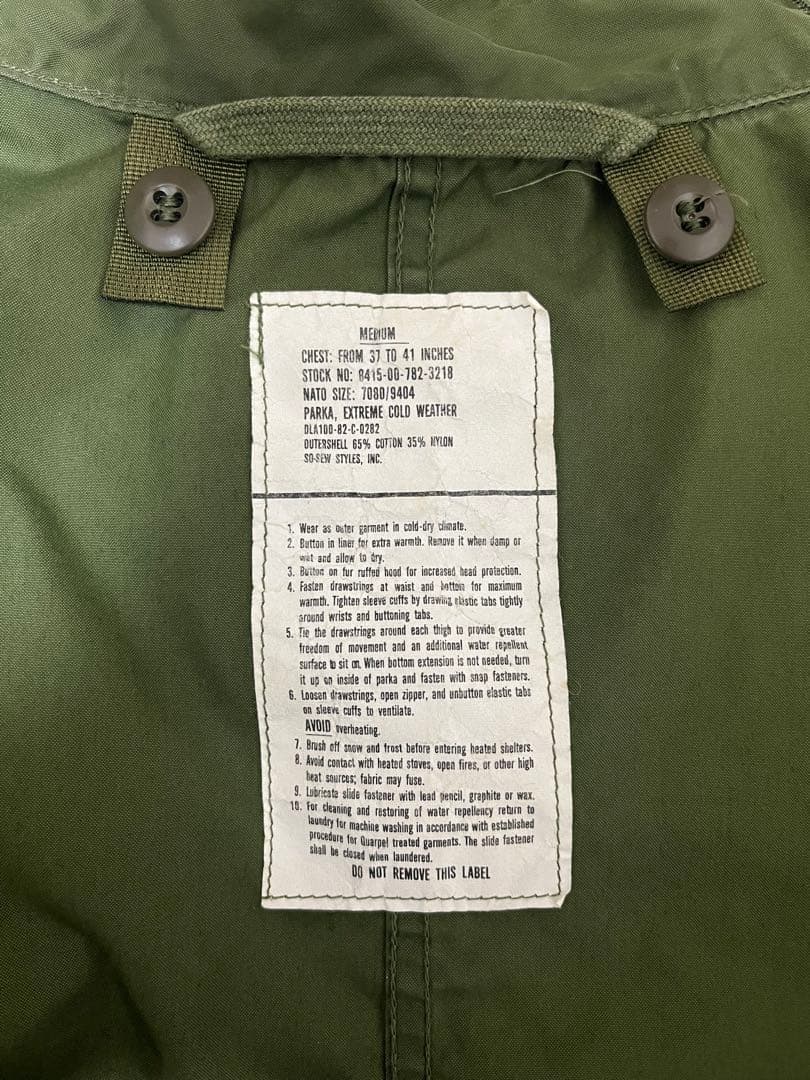 MEDIUM
CHEST: FROM 37 TO 41 INCHES
STOCK NO: 8415-00-782-3218
NATO SIZE: 7080/9404
PARKA, EXTREME COLD WEATHER
DLA100-82-C-0282
OUTERSHELL 65% COTTON 35% NYLON
SO-SEW STYLES, INC.
1. Wear as outer garment in cold-dry climate.
2. Button in liner for extra warmth. Remove it when damp or
wet and allow to dry.
3. Button on fur ruffed hood for increased head protection.
4. Fasten drawstrings at waist and bottom for maximum
warmth. Tighten sleeve cuffs by drawing elastic tabs tightly
around wrists and buttoning tabs.
5. Tie the drawstrings around each thigh to provide greater
freedom of movement and an additional water repellent
surface to sit on. When bottom extension is not needed, turn
it up on inside of parka and fasten with snap fasteners.
6. Loosen drawstrings, open zipper, and unbutton elastic tabs
on sleeve cuffs to ventilate.
AVOID overheating.
7. Brush off snow and frost before entering heated shelters.
8. Avoid contact with heated stoves, open fires, or other high
heat sources; fabric may fuse.
9. Lubricate slide fastener with lead pencil, graphite or wax.
10. For cleaning and restoring of water repellency return to
laundry for machine washing in accordance with established
procedure for Quarpel treated garments. The slide fastener
shall be closed when laundered.
DO NOT REMOVE THIS LABEL